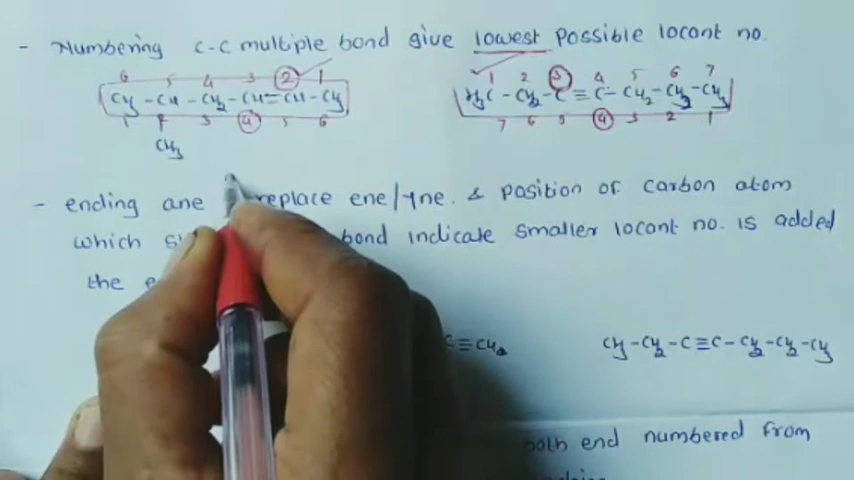 - Numbering C-C multiple bond give lowest possible locant no.
6 5 4 3 2 1
CH3 - CH - CH2 - CH = CH - CH3
1 2 3 4 5 6
CH3
1 2 3 4 5 6 7
H3C - CH2 - C ≡ C - CH2 - CH2 - CH3
7 6 5 4 3 2 1
- ending ane replace ene/yne. & position of carbon atom
which bond indicate smaller locant no. is added
the
C ≡ CH2
CH3 - CH2 - C ≡ C - CH2 - CH2 - CH3
both end numbered from